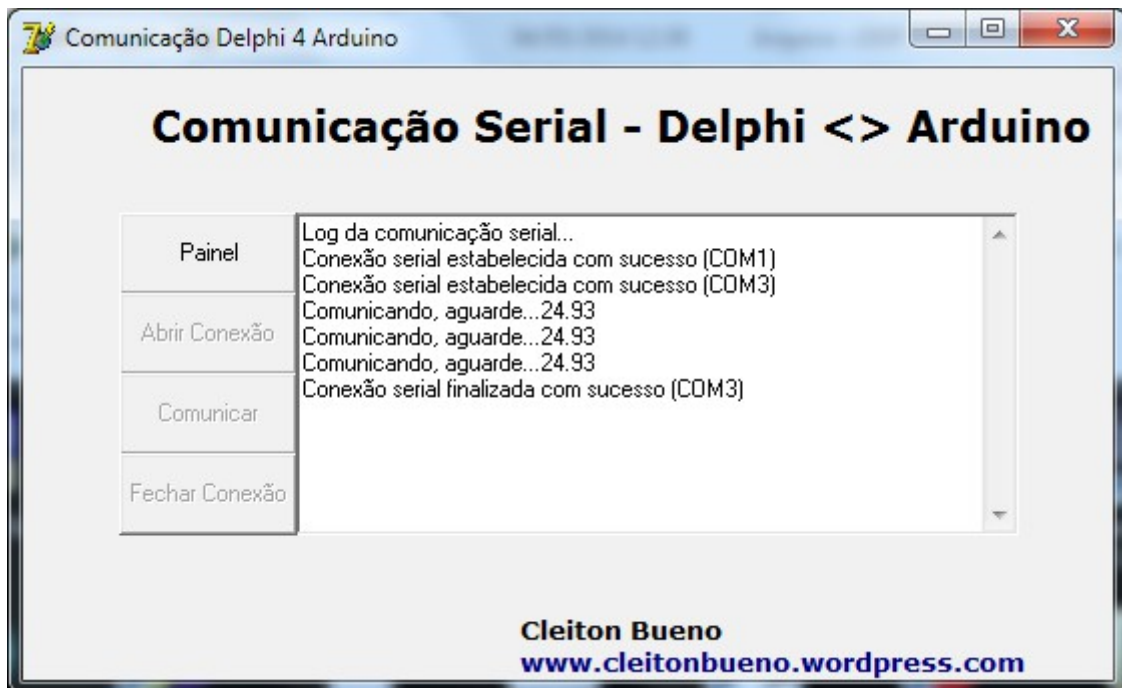 Comunicação Delphi 4 Arduino
Comunicação Serial - Delphi <> Arduino
Painel
Abrir Conexão
Comunicar
Fechar Conexão
Log da comunicação serial...
Conexão serial estabelecida com sucesso (COM1)
Conexão serial estabelecida com sucesso (COM3)
Comunicando, aguarde...24.93
Comunicando, aguarde...24.93
Comunicando, aguarde...24.93
Conexão serial finalizada com sucesso (COM3)
Cleiton Bueno
www.cleitonbueno.wordpress.com